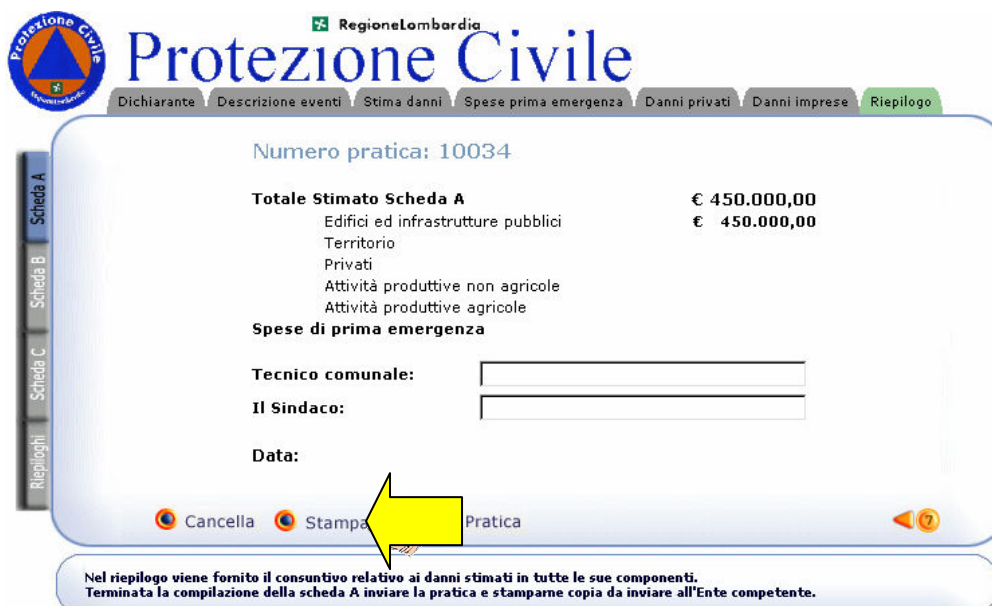 RegioneLombardia
Protezione Civile
Protezione Civile
RegioneLombardia
Dichiarante Descrizione eventi Stima danni Spese prima emergenza Danni privati Danni imprese Riepilogo
Scheda A
Scheda B
Scheda C
Riepiloghi
Numero pratica: 10034
Totale Stimato Scheda A € 450.000,00
Edifici ed infrastrutture pubblici € 450.000,00
Territorio
Privati
Attività produttive non agricole
Attività produttive agricole
Spese di prima emergenza
Tecnico comunale:
Il Sindaco:
Data:
Cancella Stampa Pratica 7
Nel riepilogo viene fornito il consuntivo relativo ai danni stimati in tutte le sue componenti.
Terminata la compilazione della scheda A inviare la pratica e stamparne copia da inviare all'Ente competente.